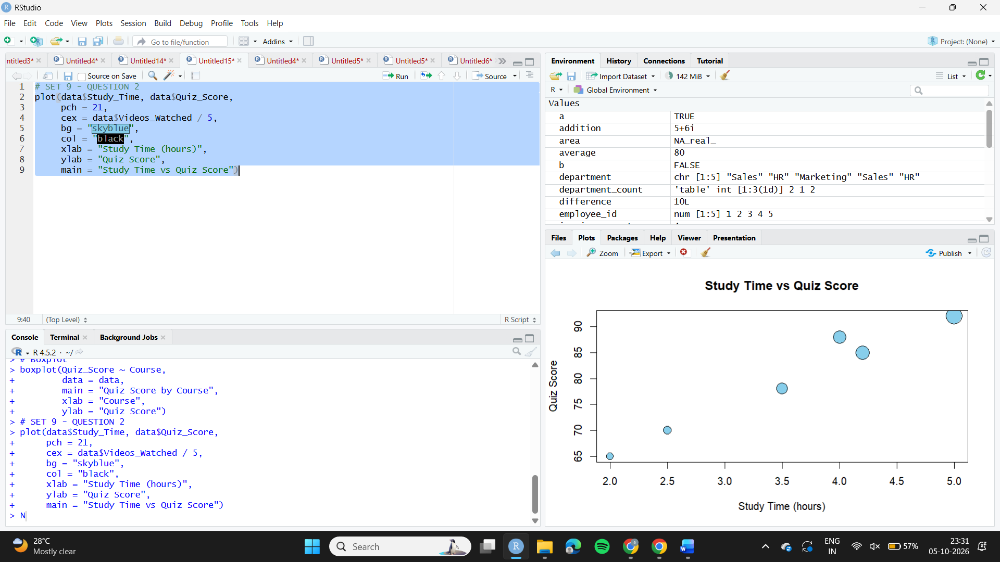 RStudio
File Edit Code View Plots Session Build Debug Profile Tools Help
Go to file/function Addins Project: (None)
ntitled3* Untitled4* Untitled14* Untitled15* Untitled4* Untitled5* Untitled5* Untitled6*
Source on Save Run Source
1 # SET 9 - QUESTION 2
2 plot(data$Study_Time, data$Quiz_Score,
3 pch = 21,
4 cex = data$Videos_Watched / 5,
5 bg = "skyblue",
6 col = "black",
7 xlab = "Study Time (hours)",
8 ylab = "Quiz Score",
9 main = "Study Time vs Quiz Score")
9:40 (Top Level) R Script
Console Terminal Background Jobs
R 4.5.2 · ~/
> # Boxplot
> boxplot(Quiz_Score ~ Course,
+ data = data,
+ main = "Quiz Score by Course",
+ xlab = "Course",
+ ylab = "Quiz Score")
> # SET 9 - QUESTION 2
> plot(data$Study_Time, data$Quiz_Score,
+ pch = 21,
+ cex = data$Videos_Watched / 5,
+ bg = "skyblue",
+ col = "black",
+ xlab = "Study Time (hours)",
+ ylab = "Quiz Score",
+ main = "Study Time vs Quiz Score")
> N
Environment History Connections Tutorial
Import Dataset 142 MiB List
R Global Environment
Values
a TRUE
addition 5+6i
area NA_real_
average 80
b FALSE
department chr [1:5] "Sales" "HR" "Marketing" "Sales" "HR"
department_count 'table' int [1:3(1d)] 2 1 2
difference 10L
employee_id num [1:5] 1 2 3 4 5
Files Plots Packages Help Viewer Presentation
Zoom Export Publish
Study Time vs Quiz Score
Quiz Score
90
85
80
75
70
65
2.0 2.5 3.0 3.5 4.0 4.5 5.0
Study Time (hours)
28°C
Mostly clear
Search
ENG
IN
57%
23:31
05-10-2026